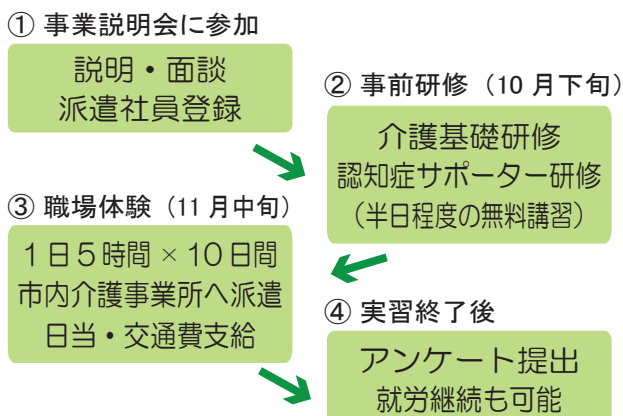 ① 事業説明会に参加
説明・面談
派遣社員登録
② 事前研修（10 月下旬）
介護基礎研修
認知症サポーター研修
（半日程度の無料講習）
③ 職場体験（11 月中旬）
１日５時間 × １０日間
市内介護事業所へ派遣
日当・交通費支給
④ 実習終了後
アンケート提出
就労継続も可能